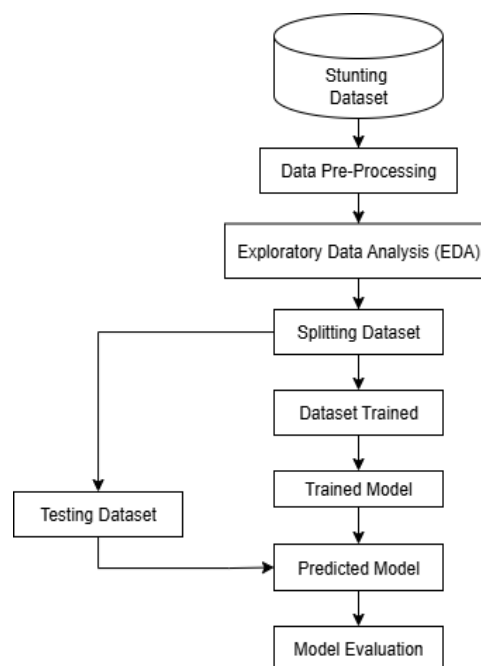 Stunting
Dataset
Data Pre-Processing
Exploratory Data Analysis (EDA)
Splitting Dataset
Dataset Trained
Trained Model
Testing Dataset
Predicted Model
Model Evaluation